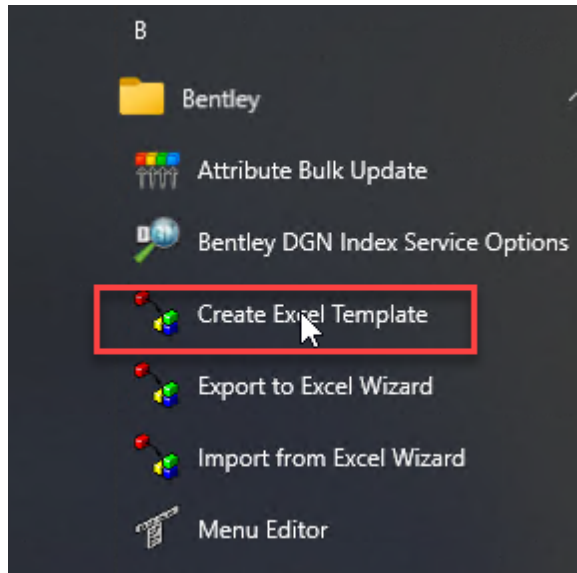 B
Bentley
Attribute Bulk Update
Bentley DGN Index Service Options
Create Excel Template
Export to Excel Wizard
Import from Excel Wizard
Menu Editor